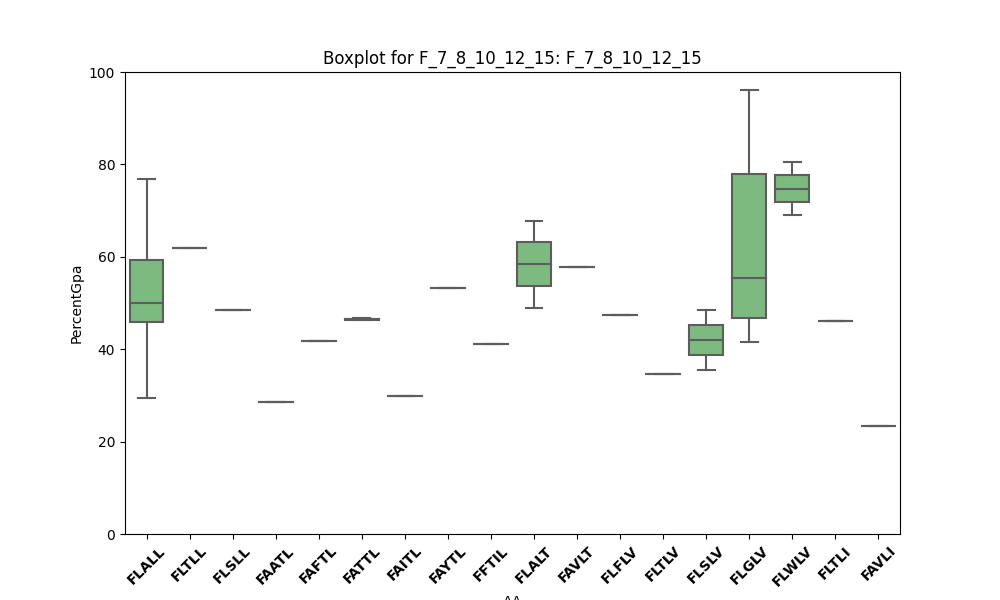 Boxplot for F_7_8_10_12_15: F_7_8_10_12_15
PercentGpa
100
80
60
40
20
0
FLALL
FLTLL
FLSLL
FAATL
FAFTL
FATTL
FAITL
FAYTL
FFTIL
FLALT
FAVLT
FLFLV
FLTLV
FLSLV
FLGLV
FLWLV
FLTLI
FAVLI
AA